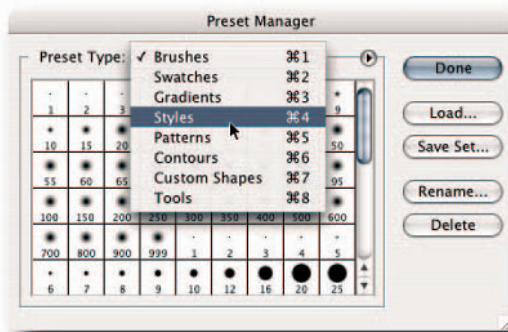 Preset Manager
Preset Type: ✓ Brushes ⌘1
Swatches ⌘2
Gradients ⌘3
Styles ⌘4
Patterns ⌘5
Contours ⌘6
Custom Shapes ⌘7
Tools ⌘8
Done
Load...
Save Set...
Rename...
Delete
1 2 3 9
10 15 20 50
55 60 65 95
100 150 200 250 300 350 400 500 600
700 800 900 999 1 2 3 4 5
6 7 8 9 10 12 16 20 25